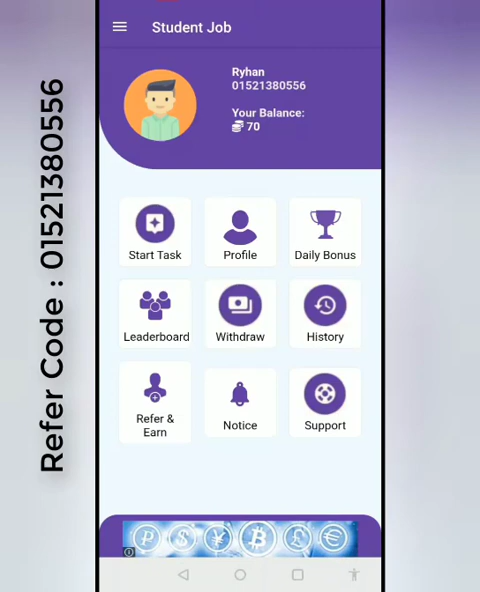 Student Job
Ryhan
01521380556
Your Balance:
70
Start Task
Profile
Daily Bonus
Leaderboard
Withdraw
History
Refer &
Earn
Notice
Support
Refer Code : 01521380556